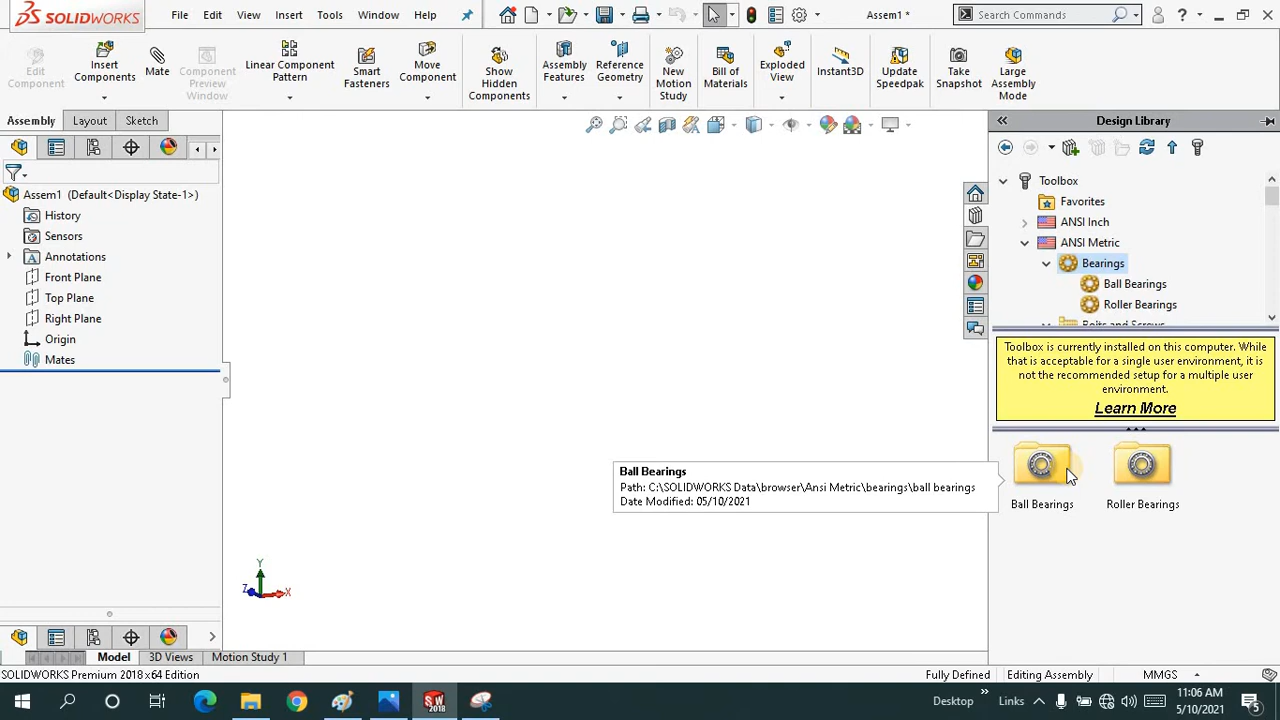 SOLIDWORKS
File
Edit
View
Insert
Tools
Window
Help
Assem1 *
Search Commands
?
Edit
Component
Insert
Components
Mate
Component
Preview
Window
Linear Component
Pattern
Smart
Fasteners
Move
Component
Show
Hidden
Components
Assembly
Features
Reference
Geometry
New
Motion
Study
Bill of
Materials
Exploded
View
Instant3D
Update
Speedpak
Take
Snapshot
Large
Assembly
Mode
Assembly
Layout
Sketch
Assem1 (Default<Display State-1>)
History
Sensors
Annotations
Front Plane
Top Plane
Right Plane
Origin
Mates
Design Library
Toolbox
Favorites
ANSI Inch
ANSI Metric
Bearings
Ball Bearings
Roller Bearings
Bolts and Screws
Toolbox is currently installed on this computer. While
that is acceptable for a single user environment, it is
not the recommended setup for a multiple user
environment.
Learn More
Ball Bearings
Roller Bearings
Ball Bearings
Path: C:\SOLIDWORKS Data\browser\Ansi Metric\bearings\ball bearings
Date Modified: 05/10/2021
Y
Z
X
Model
3D Views
Motion Study 1
SOLIDWORKS Premium 2018 x64 Edition
Fully Defined
Editing Assembly
MMGS
SW
2018
Desktop
Links
11:06 AM
5/10/2021
5